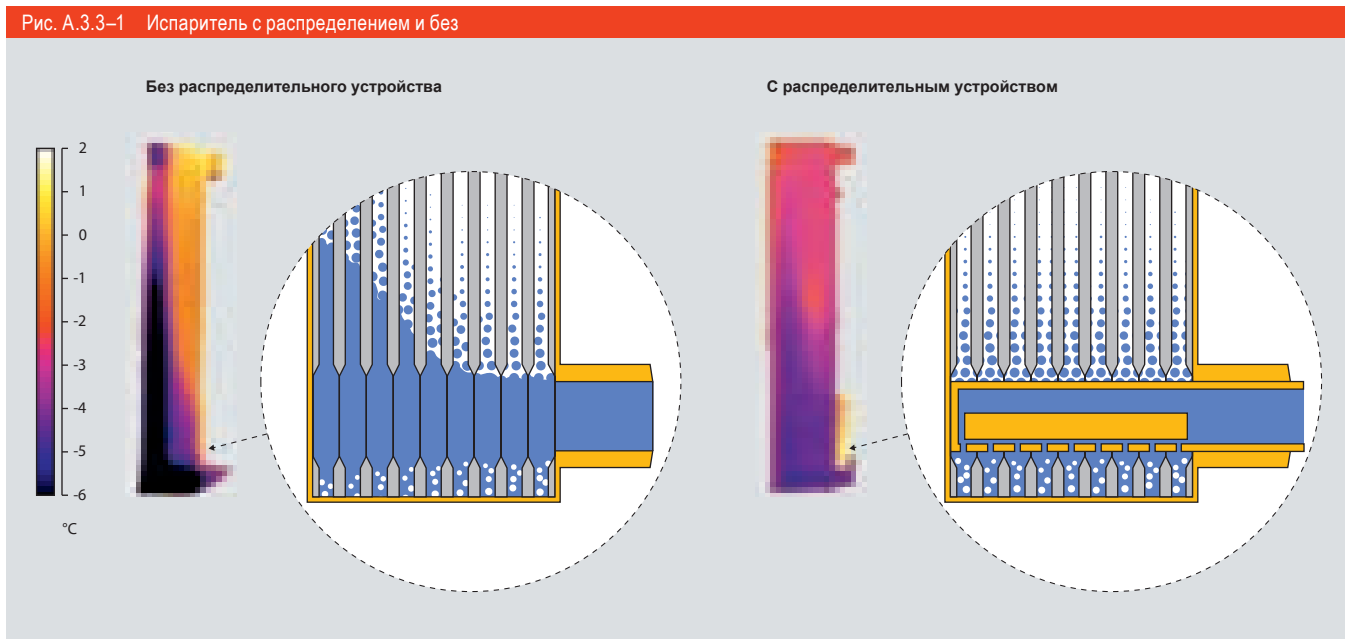 Рис. А.3.3–1 Испаритель с распределением и без
Без распределительного устройства
С распределительным устройством
2
1
0
-1
-2
-3
-4
-5
-6
°C